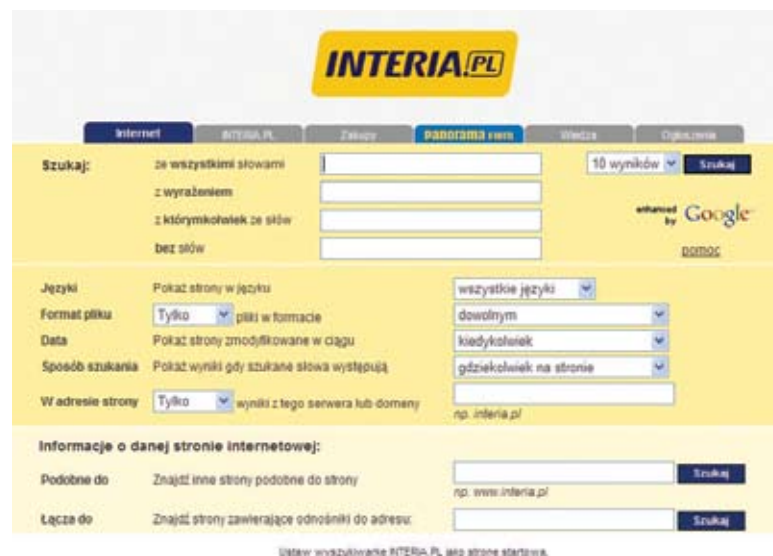 INTERIA.PL
Internet INTERIA.PL Zakupy Panorama FIRM Wiedza Ogłoszenia
Szukaj: ze wszystkimi słowami 10 wyników Szukaj
z wyrażeniem
z którymkolwiek ze słów enhanced by Google
bez słów pomoc
Języki Pokaż strony w języku wszystkie języki
Format pliku Tylko pliki w formacie dowolnym
Data Pokaż strony zmodyfikowane w ciągu kiedykolwiek
Sposób szukania Pokaż wyniki gdy szukane słowa występują gdziekolwiek na stronie
W adresie strony Tylko wyniki z tego serwera lub domeny
np. interia.pl
Informacje o danej stronie internetowej:
Podobne do Znajdź inne strony podobne do strony Szukaj
np. www.interia.pl
Łącza do Znajdź strony zawierające odnośniki do adresu: Szukaj
Ustaw wyszukiwarkę INTERIA.PL jako stronę startową.